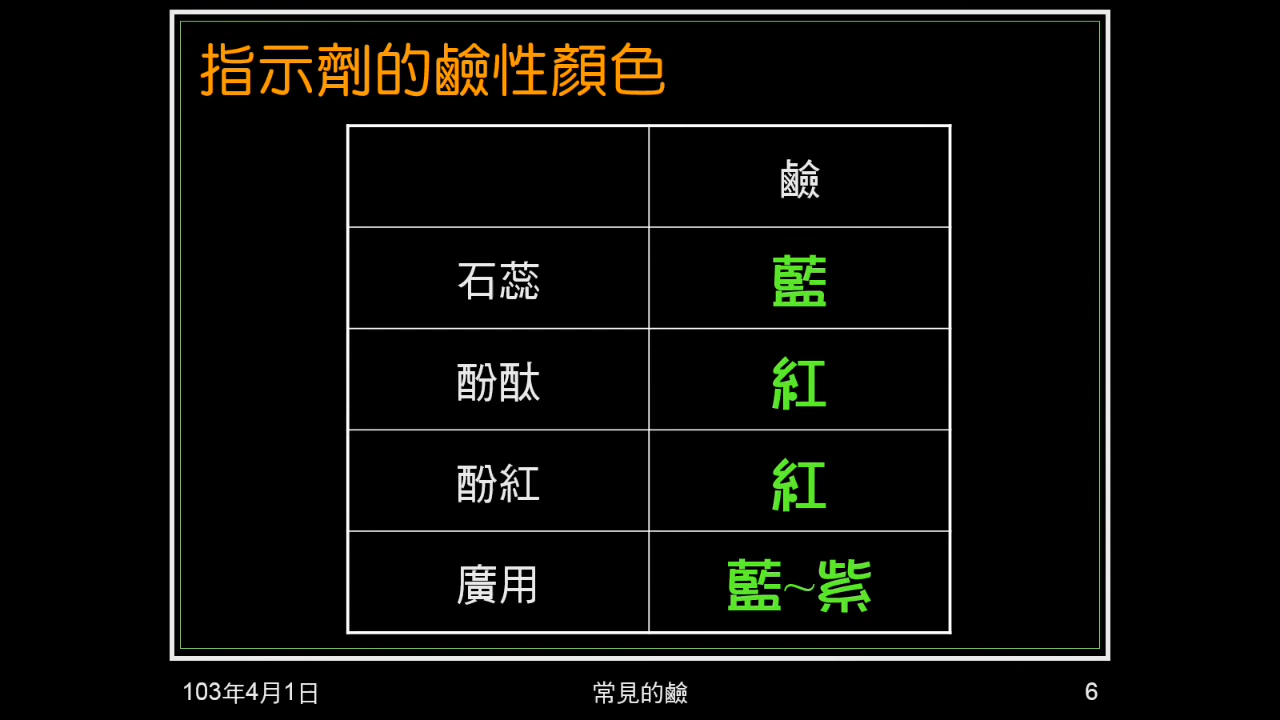 指示劑的鹼性顏色
鹼
石蕊 藍
酚酞 紅
酚紅 紅
廣用 藍~紫
103年4月1日 常見的鹼 6